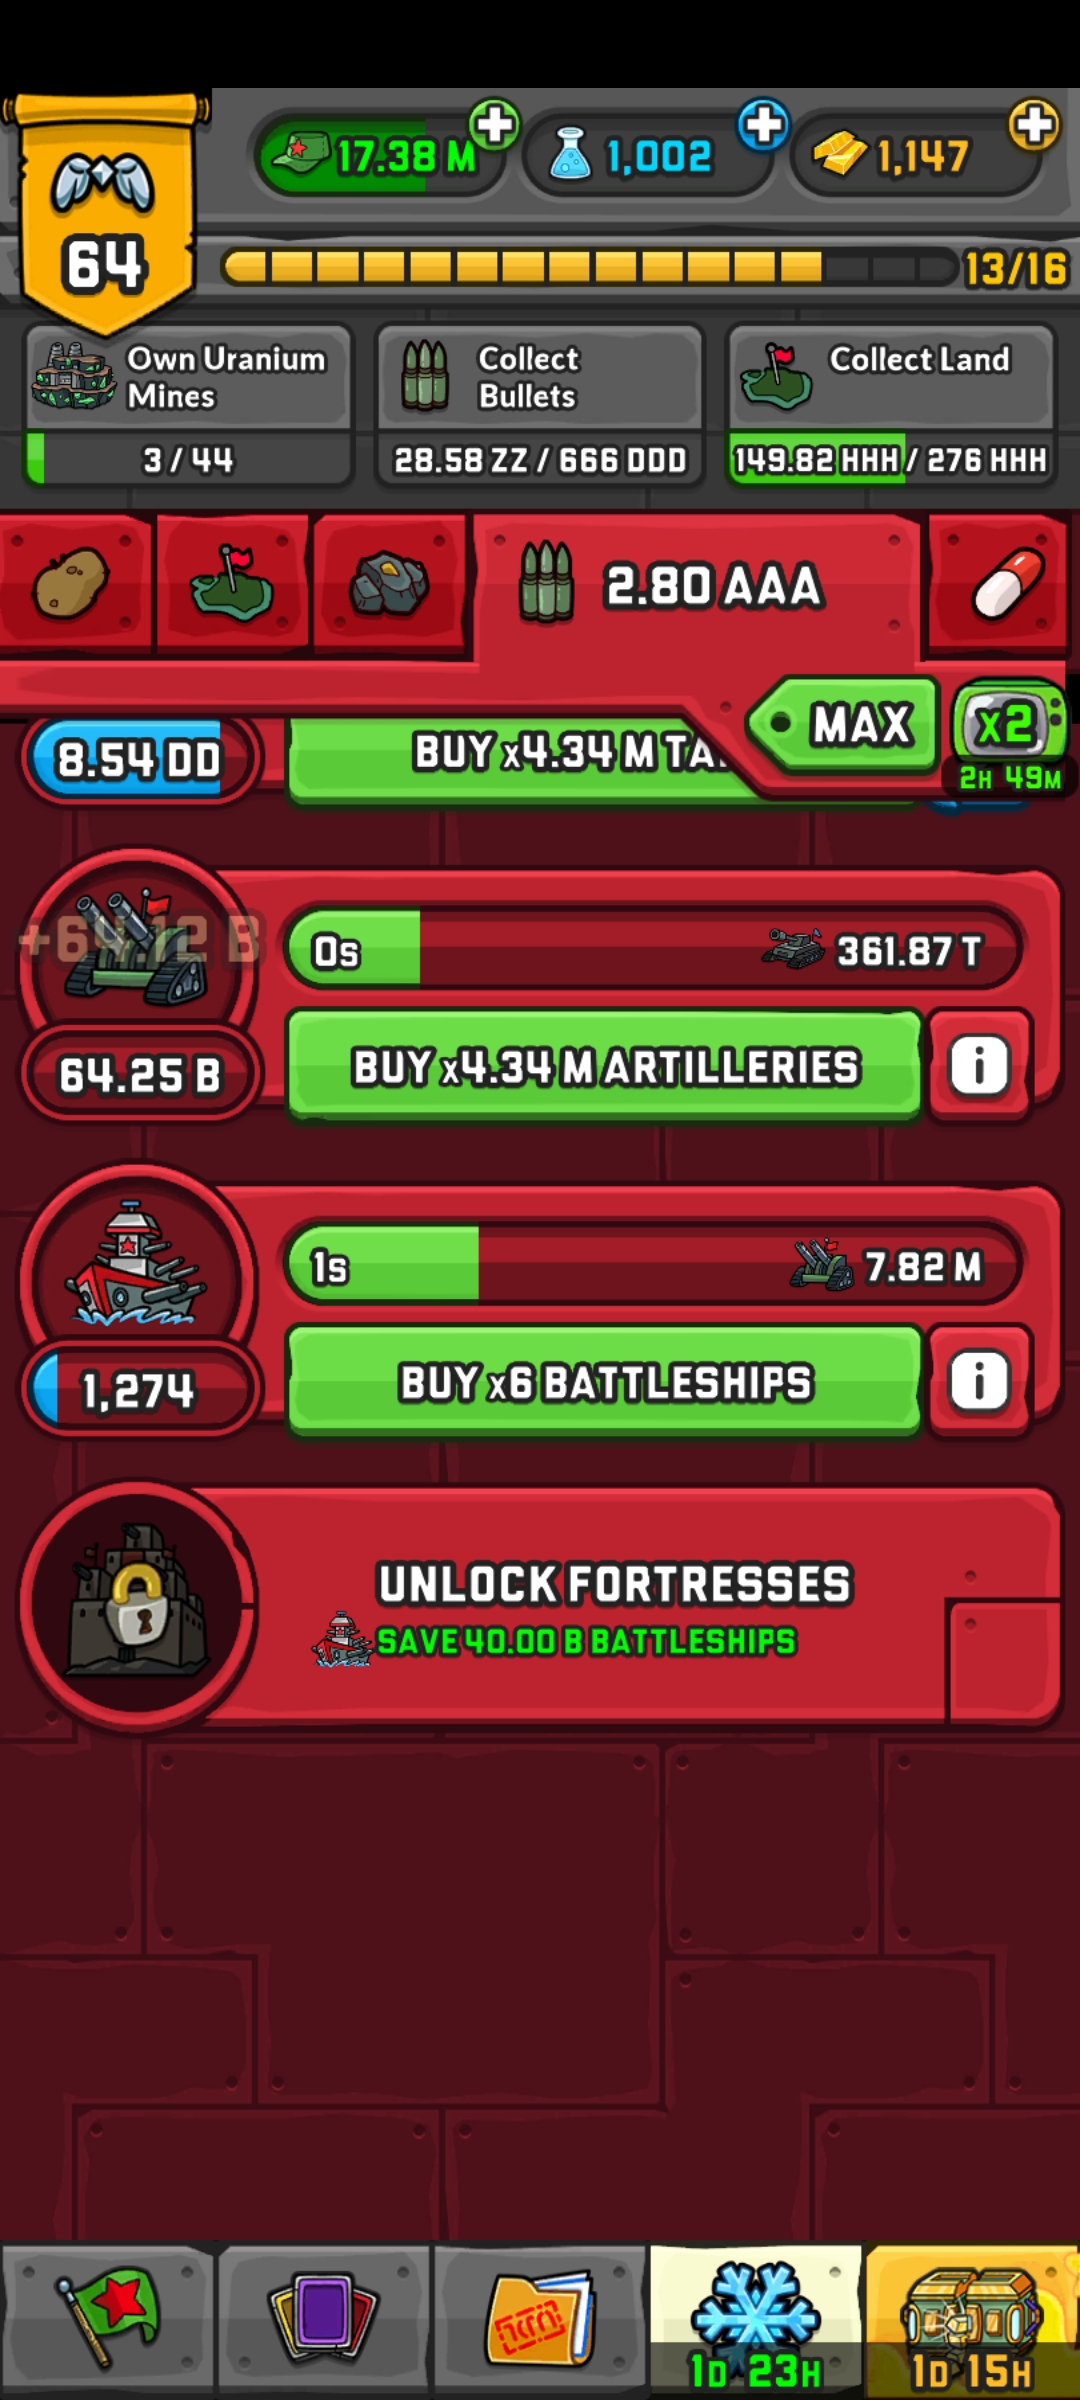 17.38 M
1,002
1,147
64
13/16
Own Uranium
Mines
3 / 44
Collect
Bullets
28.58 ZZ / 666 DDD
Collect Land
149.82 HHH / 276 HHH
2.80 AAA
MAX
x2
2H 49M
8.54 DD
BUY x4.34 M TA
+64.12 B
0s
361.87 T
64.25 B
BUY x4.34 M ARTILLERIES
i
1s
7.82 M
1,274
BUY x6 BATTLESHIPS
i
UNLOCK FORTRESSES
SAVE 40.00 B BATTLESHIPS
1D 23H
1D 15H